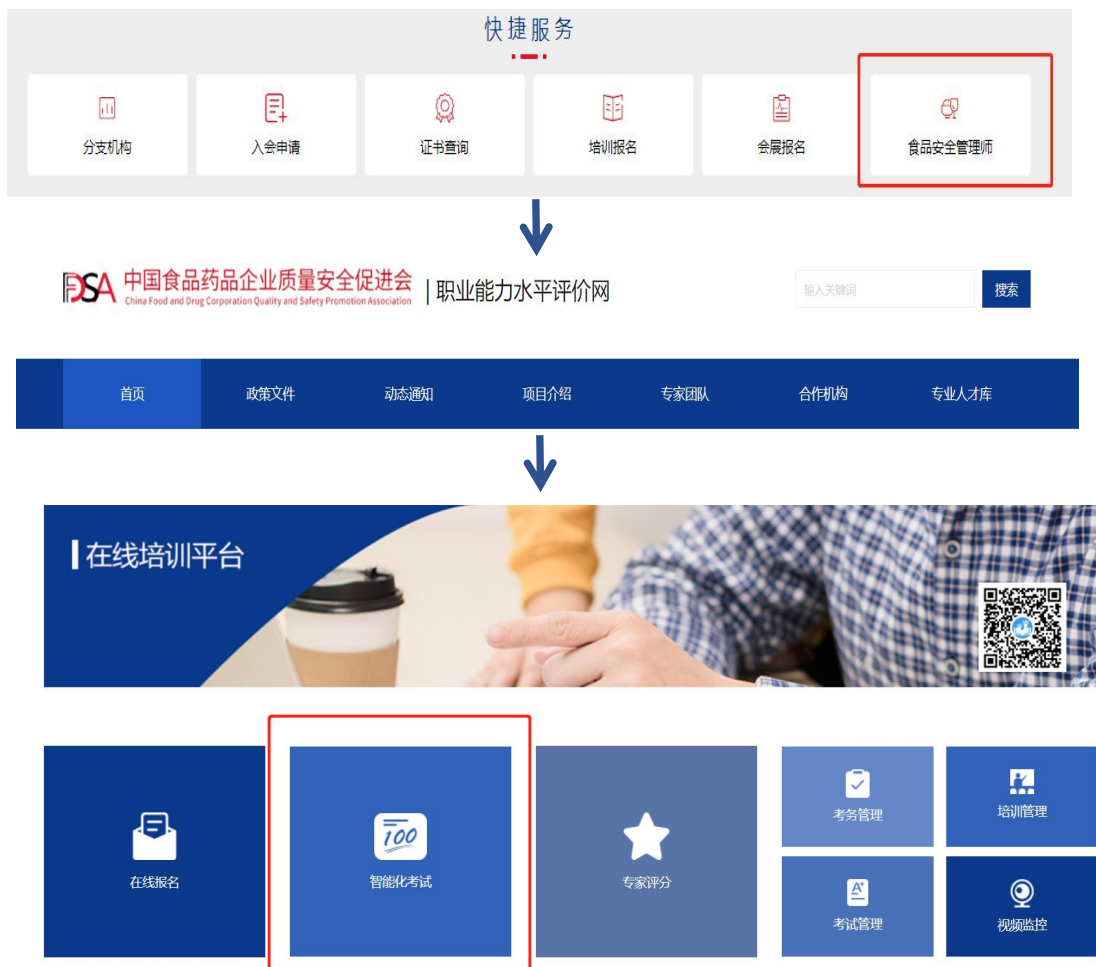 快捷服务
分支机构
入会申请
证书查询
培训报名
会展报名
食品安全管理师
FDSA 中国食品药品企业质量安全促进会 |职业能力水平评价网
China Food and Drug Corporation Quality and Safety Promotion Association
输入关键词
搜索
首页
政策文件
动态通知
项目介绍
专家团队
合作机构
专业人才库
在线培训平台
在线报名
100
智能化考试
专家评分
考务管理
培训管理
A+
考试管理
视频监控